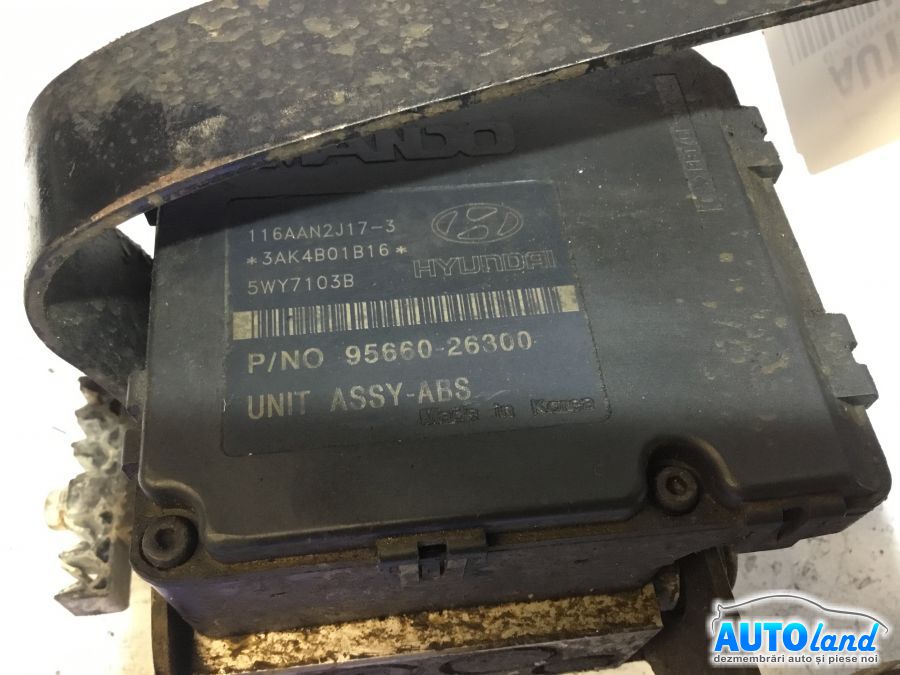 MANDO
116AAN2J17-3
*3AK4B01B16*
5WY7103B
HYUNDAI
P/NO 95660-26300
UNIT ASSY-ABS
Made in Korea
AUTO
AUTOland
dezmembrări auto și piese noi